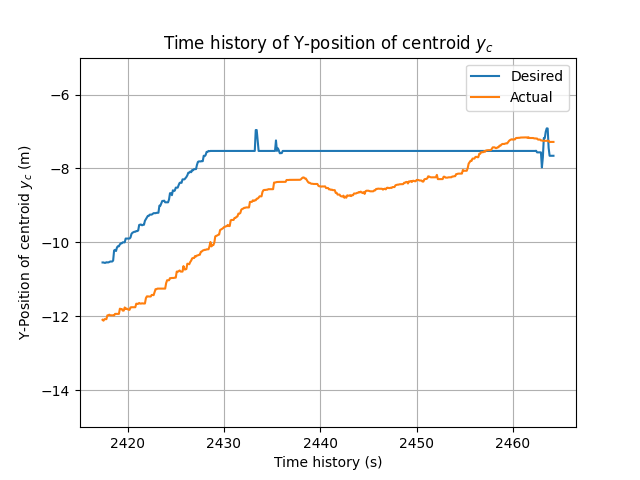 Time history of Y-position of centroid y_c
Desired
Actual
Y-Position of centroid y_c (m)
−6
−8
−10
−12
−14
2420 2430 2440 2450 2460
Time history (s)